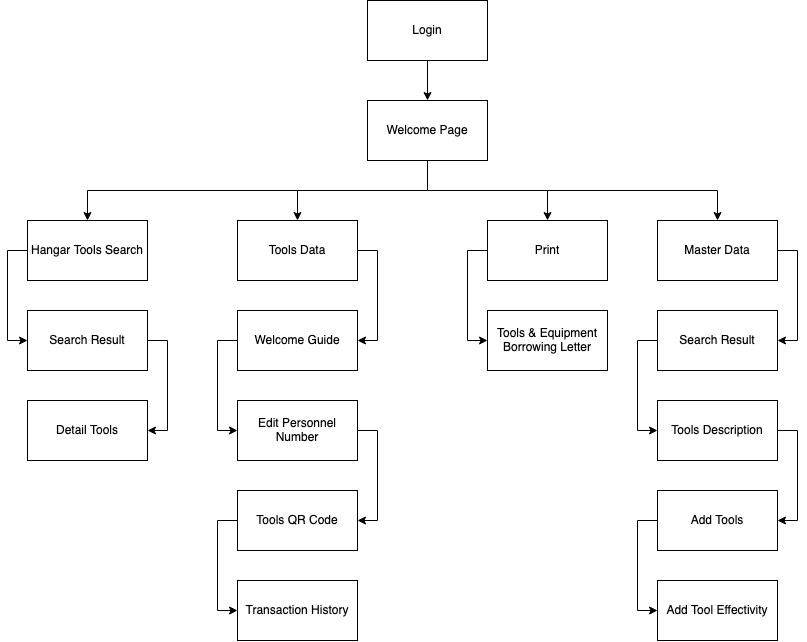 Login
Welcome Page
Hangar Tools Search
Tools Data
Print
Master Data
Search Result
Welcome Guide
Tools & Equipment
Borrowing Letter
Search Result
Detail Tools
Edit Personnel
Number
Tools Description
Tools QR Code
Add Tools
Transaction History
Add Tool Effectivity